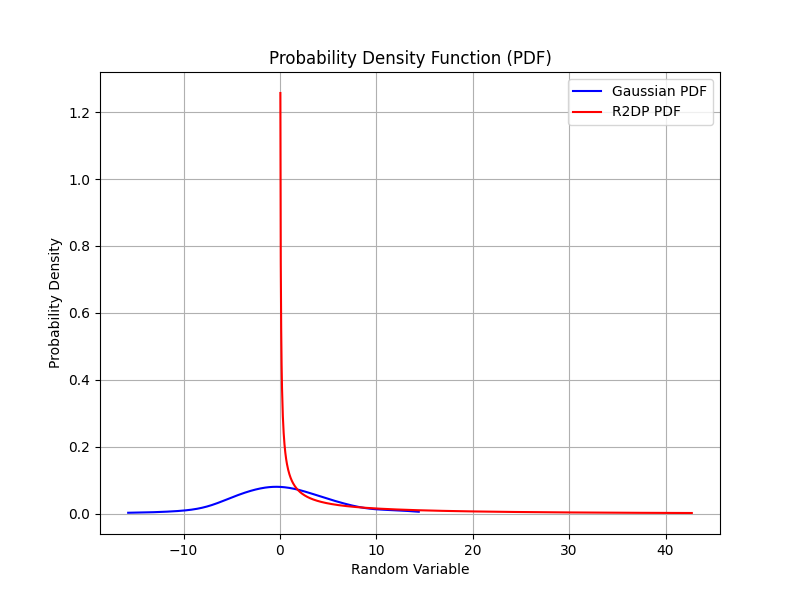 Probability Density Function (PDF)
Gaussian PDF
R2DP PDF
Probability Density
1.2
1.0
0.8
0.6
0.4
0.2
0.0
−10 0 10 20 30 40
Random Variable